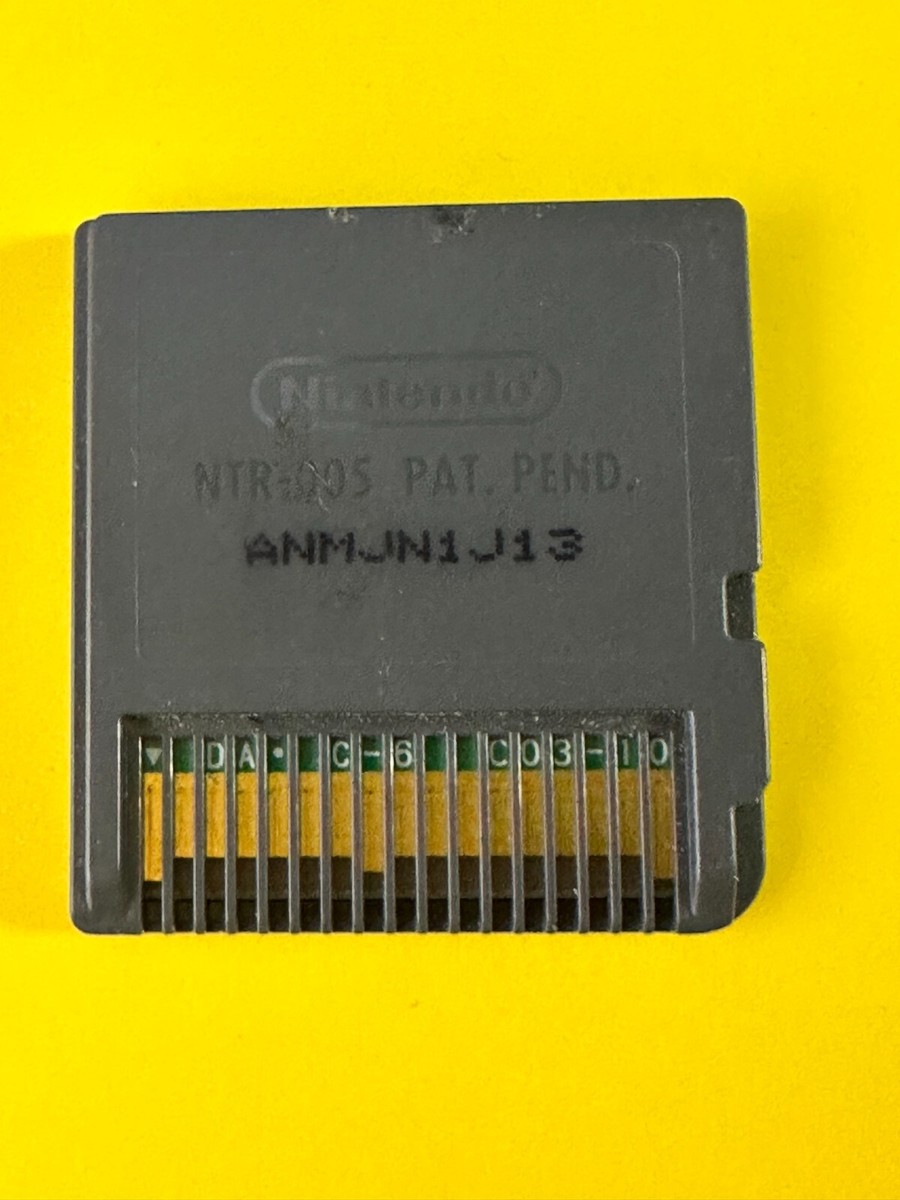 Nintendo
NTR-005 PAT. PEND.
ANMJN1J13
▼ DA • C-6 C03-10